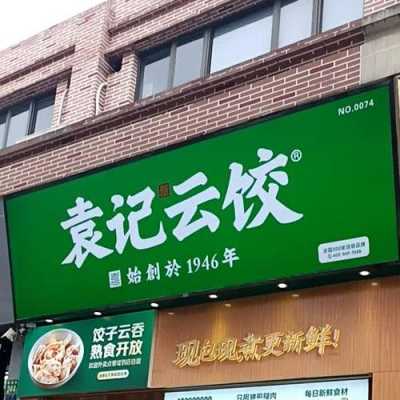 NO.0074
袁记云饺®
始創於1946年
饺子云吞
熟食开放
现包现煮更新鲜!
每日新鲜食材